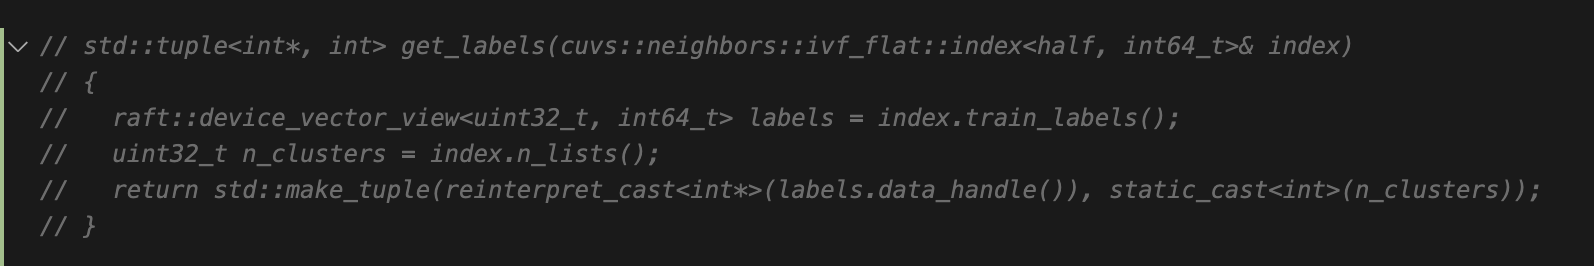 // std::tuple<int*, int> get_labels(cuvs::neighbors::ivf_flat::index<half, int64_t>& index)
// {
//   raft::device_vector_view<uint32_t, int64_t> labels = index.train_labels();
//   uint32_t n_clusters = index.n_lists();
//   return std::make_tuple(reinterpret_cast<int*>(labels.data_handle()), static_cast<int>(n_clusters));
// }